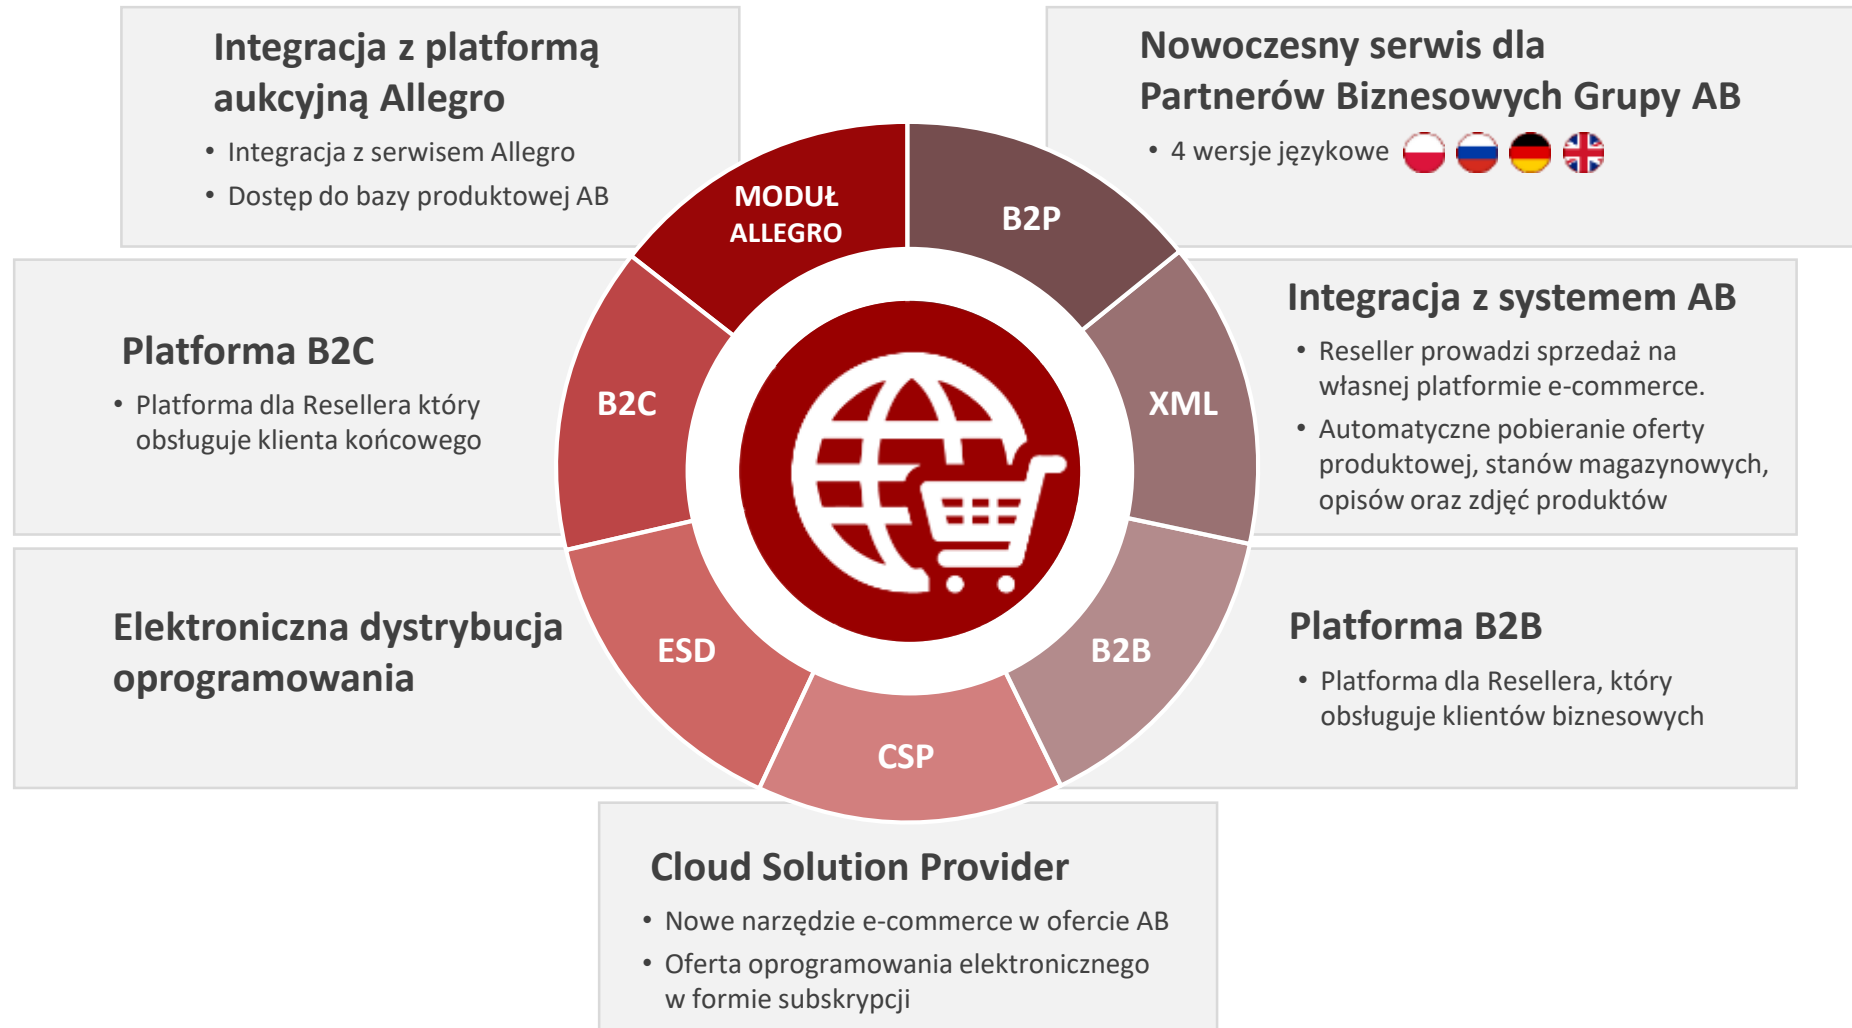 Integracja z platformą
aukcyjną Allegro
• Integracja z serwisem Allegro
• Dostęp do bazy produktowej AB
Nowoczesny serwis dla
Partnerów Biznesowych Grupy AB
• 4 wersje językowe
MODUŁ
ALLEGRO
B2P
Platforma B2C
• Platforma dla Resellera który
obsługuje klienta końcowego
B2C
XML
Integracja z systemem AB
• Reseller prowadzi sprzedaż na
własnej platformie e-commerce.
• Automatyczne pobieranie oferty
produktowej, stanów magazynowych,
opisów oraz zdjęć produktów
Elektroniczna dystrybucja
oprogramowania
ESD
B2B
Platforma B2B
• Platforma dla Resellera, który
obsługuje klientów biznesowych
CSP
Cloud Solution Provider
• Nowe narzędzie e-commerce w ofercie AB
• Oferta oprogramowania elektronicznego
w formie subskrypcji